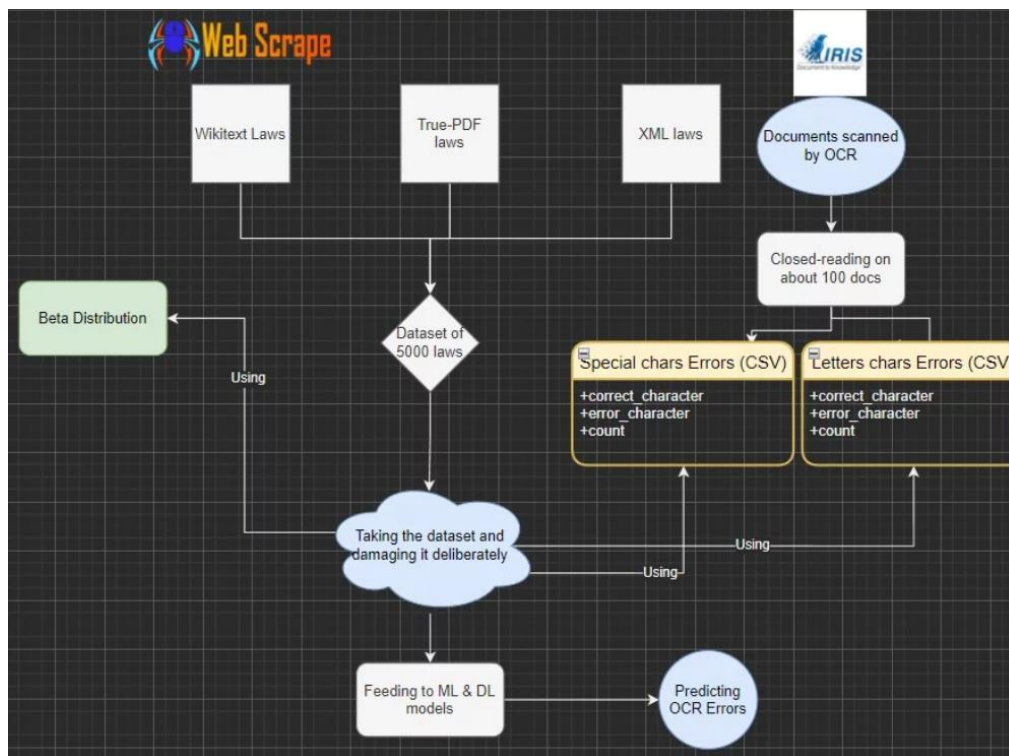 Web Scrape
IRIS
Document to Knowledge
Wikitext Laws
True-PDF
laws
XML laws
Documents scanned
by OCR
Closed-reading on
about 100 docs
Beta Distribution
Dataset of
5000 laws
Using
Special chars Errors (CSV)
+correct_character
+error_character
+count
Letters chars Errors (CSV
+correct_character
+error_character
+count
Taking the dataset and
damaging it deliberately
Using
Using
Feeding to ML & DL
models
Predicting
OCR Errors